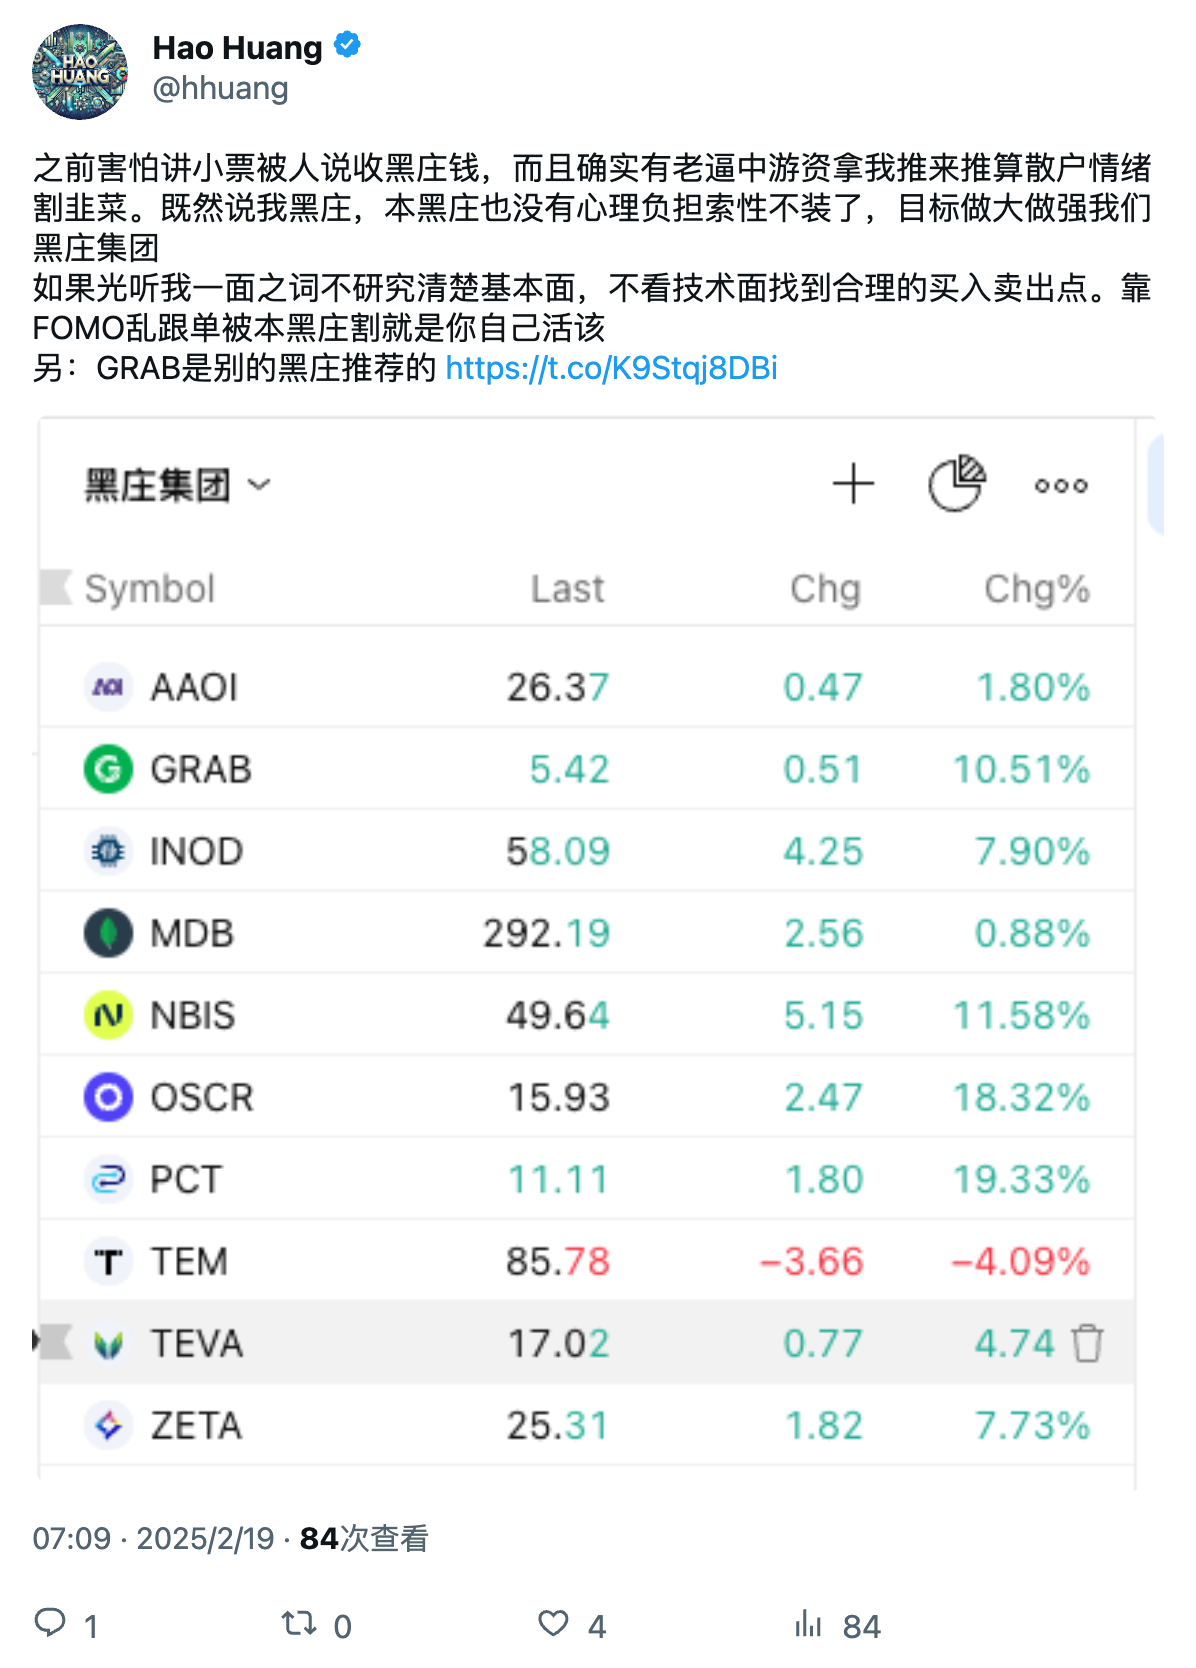 HAO
HUANG
Hao Huang
@hhuang
之前害怕讲小票被人说收黑庄钱，而且确实有老逼中游资拿我推来推算散户情绪
割韭菜。既然说我黑庄，本黑庄也没有心理负担索性不装了，目标做大做强我们
黑庄集团
如果光听我一面之词不研究清楚基本面，不看技术面找到合理的买入卖出点。靠
FOMO乱跟单被本黑庄割就是你自己活该
另：GRAB是别的黑庄推荐的 https://t.co/K9Stqj8DBi
黑庄集团
Symbol Last Chg Chg%
AOI AAOI 26.37 0.47 1.80%
G GRAB 5.42 0.51 10.51%
INOD 58.09 4.25 7.90%
MDB 292.19 2.56 0.88%
N NBIS 49.64 5.15 11.58%
OSCR 15.93 2.47 18.32%
PCT 11.11 1.80 19.33%
T TEM 85.78 −3.66 −4.09%
TEVA 17.02 0.77 4.74
ZETA 25.31 1.82 7.73%
07:09 · 2025/2/19 · 84次查看
1 0 4 84